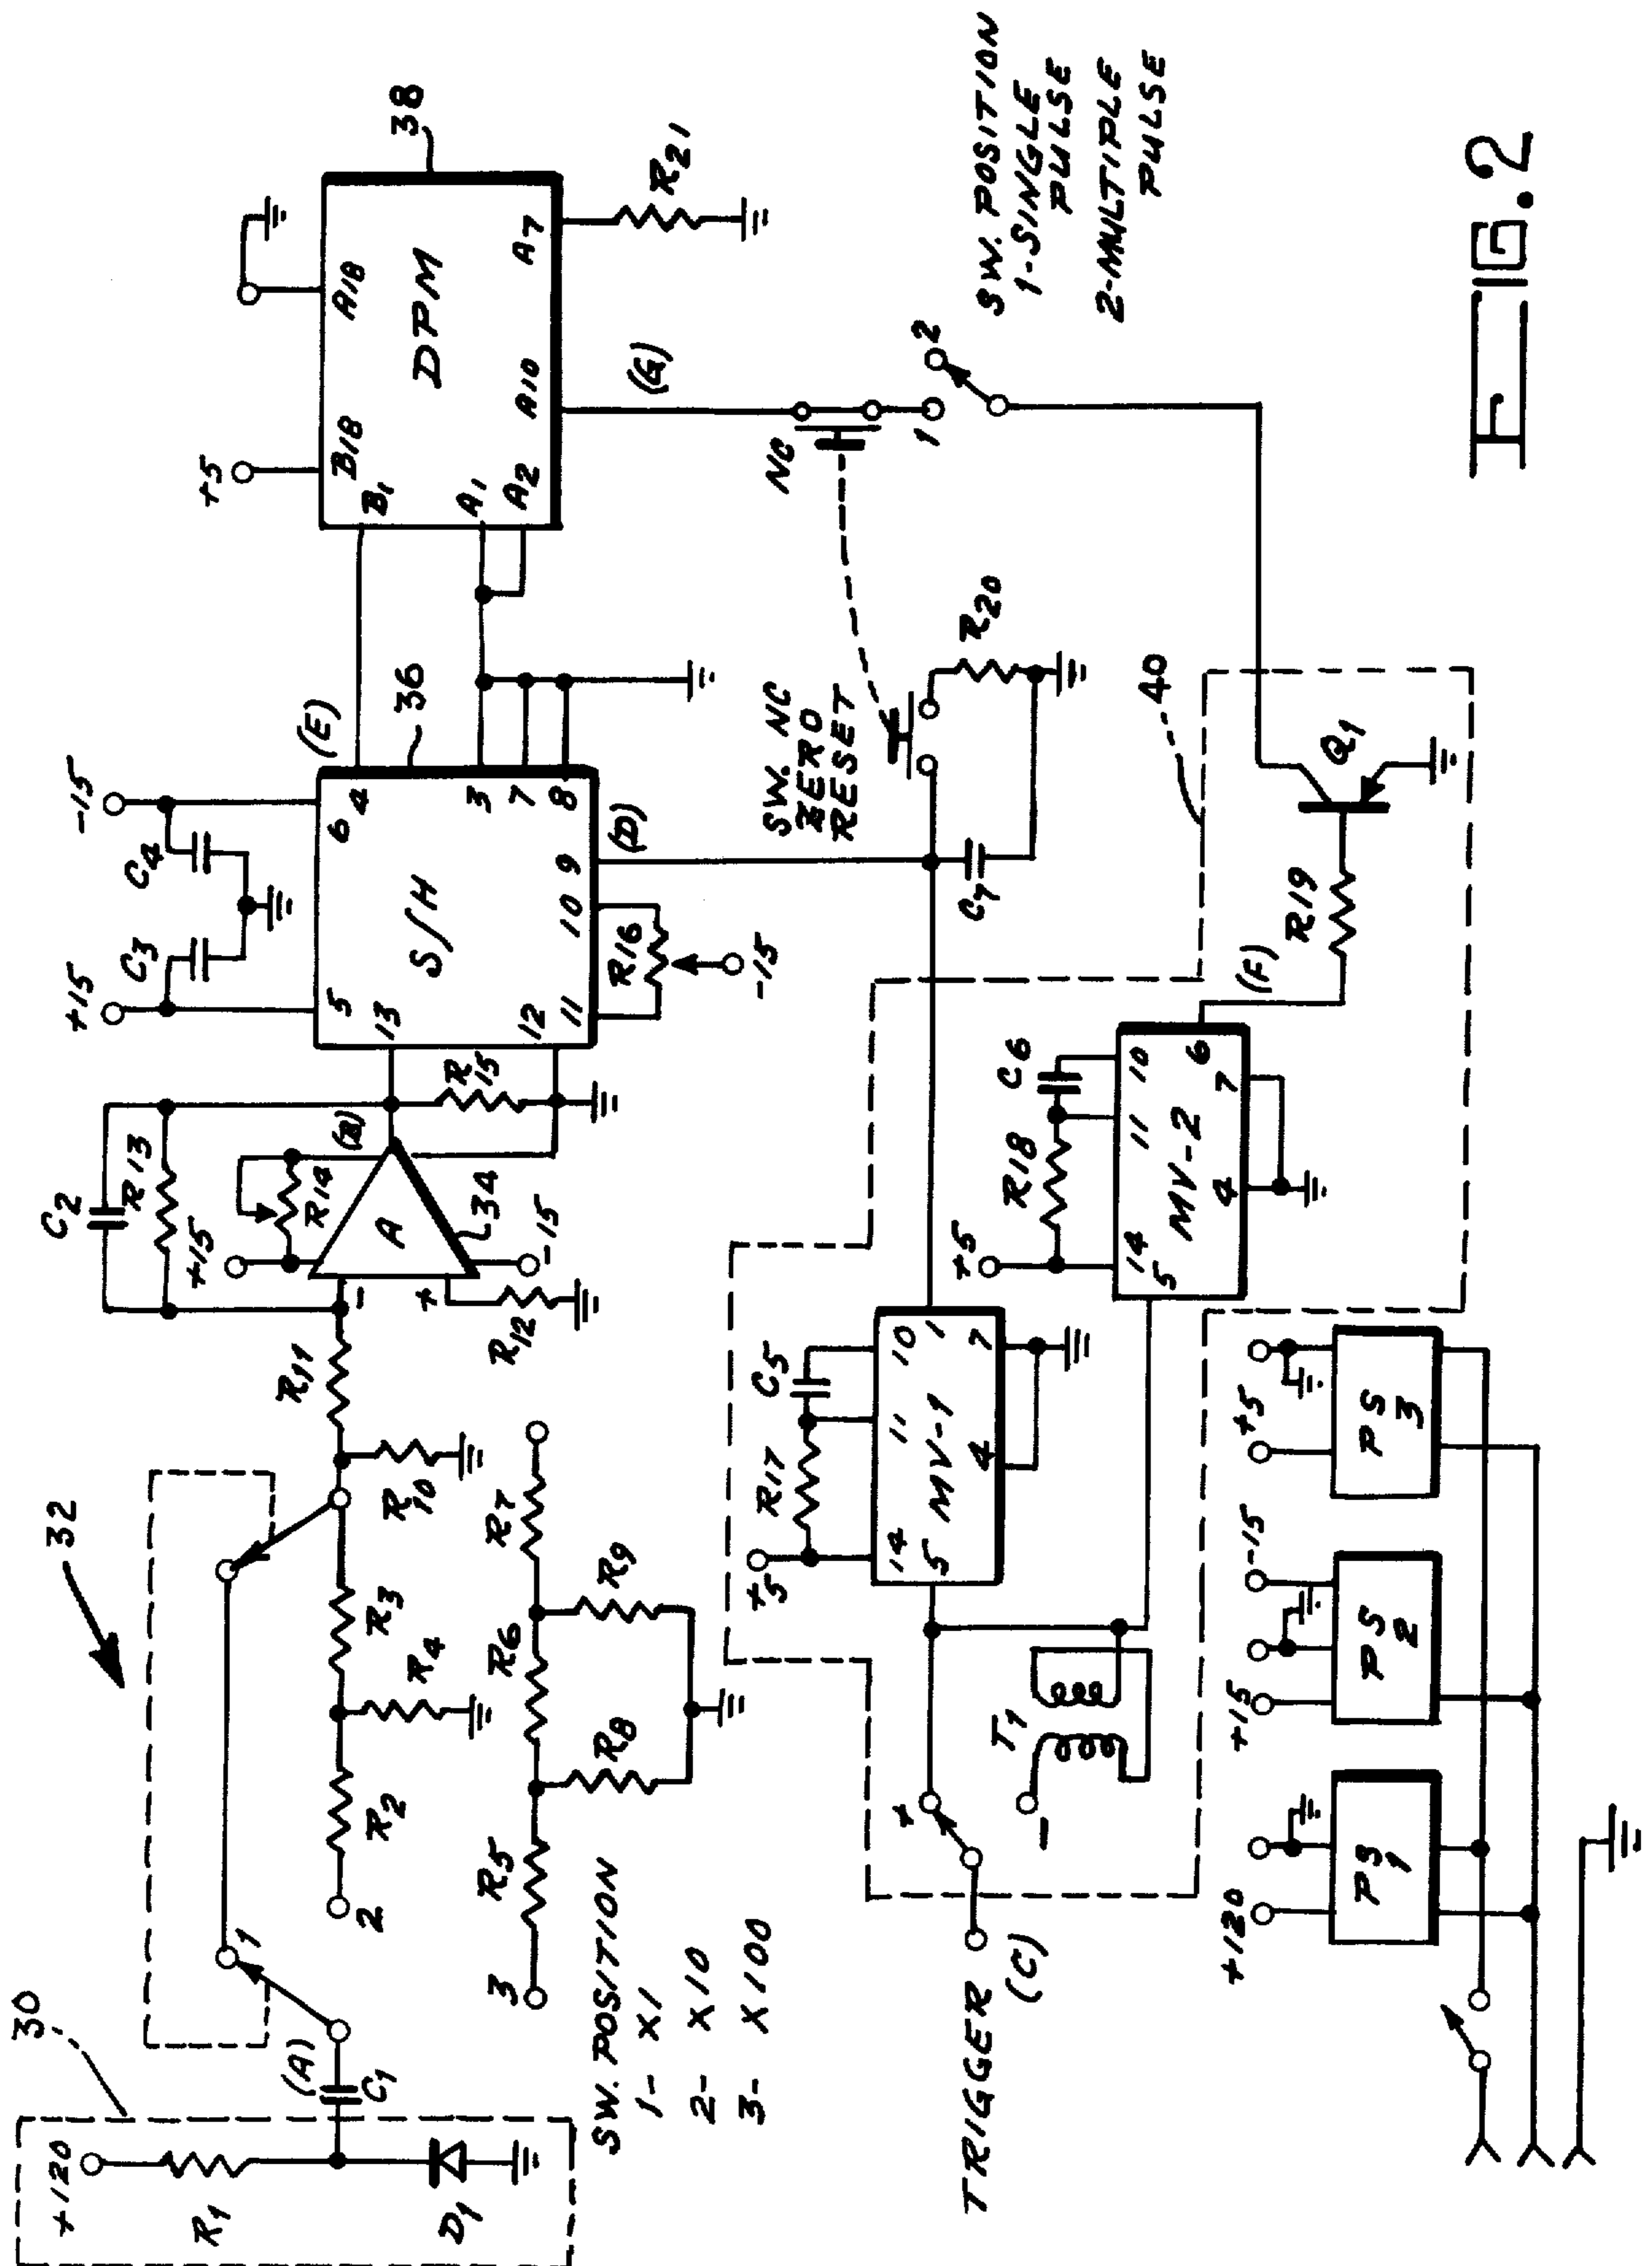 30
+120
R1
D1
(A)
C1
32
1
2
R2
R4
R3
R10
R11
3
R5
R8
R6
R9
R7
SW. POSITION
1- X1
2- X10
3- X100
C2
R13
+15
R14
(B)
A
-
+
R12
34
-15
R15
+15
C3
C4
-15
5
6
13
4
S/H
3
7
8
12
11
10
9
(E)
36
(D)
R16
-15
+5
B18
A18
B1
DPM
A1
A2
A10
A7
38
R21
(G)
NC
1
2
SW. POSITION
1-SINGLE
PULSE
2-MULTIPLE
PULSE
SW. NC
ZERO
RESET
R20
C7
40
TRIGGER
(C)
+
-
T1
+5
R17
C5
14
11
10
5
MV-1
1
4
7
+5
R18
C6
14
11
10
5
MV-2
6
4
7
(F)
R19
Q1
+120
PS
1
+15
-15
PS
2
+5
PS
3
FIG. 2